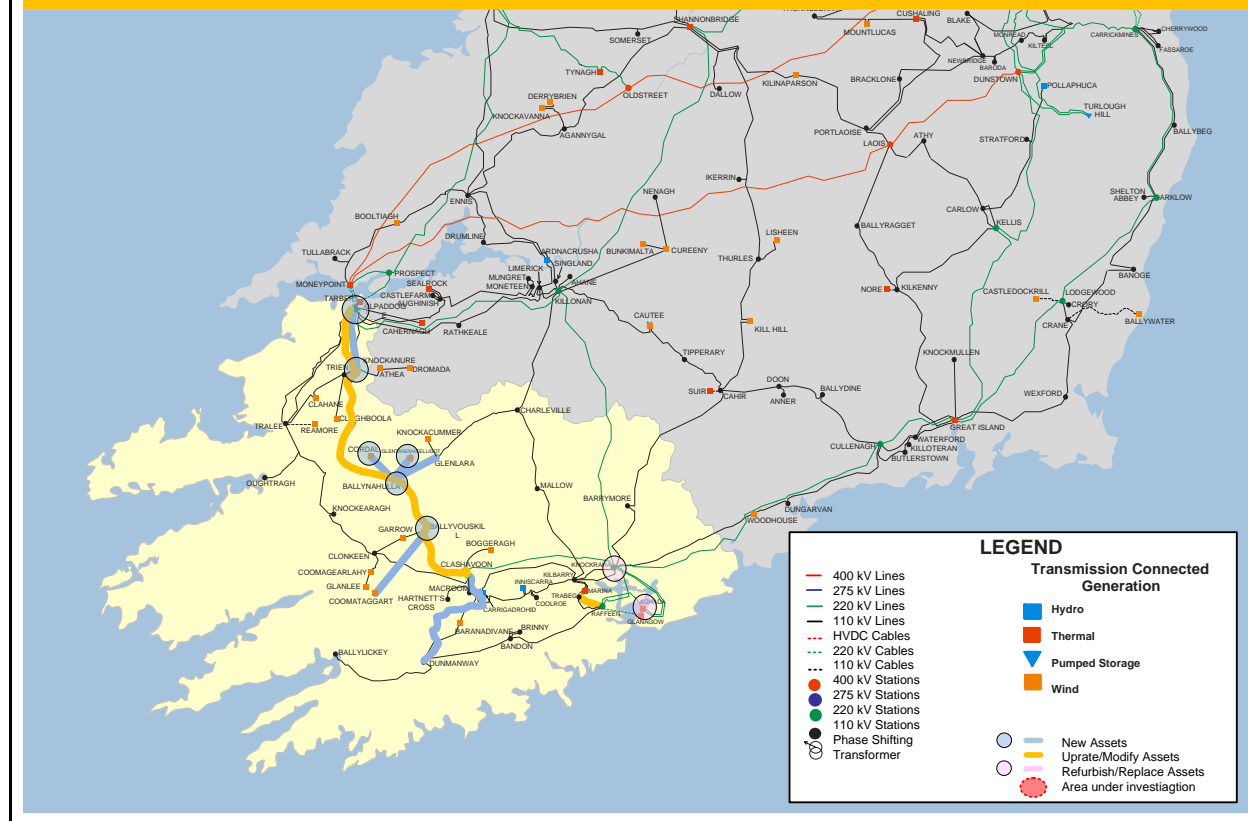 SHANNONBRIDGE
CUSHALING
SOMERSET
MOUNTLUCAS
BLAKE
MONREAD
KILTEEL
CARRICKMINES
CHERRYWOOD
FASSAROE
NEWBRIDGE
BARODA
DUNSTOWN
TYNAGH
OLDSTREET
DALLOW
KILINAPARSON
BRACKLONE
POLLAPHUCA
TURLOUGH
HILL
DERRYBRIEN
KNOCKAVANNA
AGANNYGAL
PORTLAOISE
LAOIS
ATHY
STRATFORD
BALLYBEG
IKERRIN
ENNIS
NENAGH
CARLOW
KELLIS
SHELTON
ABBEY
ARKLOW
BOOLTIAGH
DRUMLINE
TULLABRACK
BUNKIMALTA
CUREENY
LISHEEN
THURLES
BALLYRAGGET
ARDNACRUSHA
SINGLAND
LIMERICK
MUNGRET
MONETEEN
AHANE
KILLONAN
PROSPECT
MONEYPOINT
SEALROCK
CASTLEFARM
AUGHINISH
BANOGE
NORE
KILKENNY
CASTLEDOCKRILL
LODGEWOOD
CRORY
CRANE
BALLYWATER
TARBERT
CAHERNAGH
RATHKEALE
CAUTEE
KILL HILL
TIPPERARY
KNOCKMULLEN
KNOCKANURE
TRIEN
ATHEA
DROMADA
SUIR
CAHIR
DOON
ANNER
BALLYDINE
WEXFORD
CLAHANE
CLOGHBOOLA
TRALEE
REAMORE
CHARLEVILLE
GREAT ISLAND
CULLENAGH
WATERFORD
KILLOTERAN
BUTLERSTOWN
KNOCKACUMMER
CORDAL
GLENLARA
OUGHTRAGH
BALLYNAHULLA
MALLOW
BARRYMORE
DUNGARVAN
WOODHOUSE
KNOCKEARAGH
GARROW
BALLYVOUSKIL
L
BOGGERAGH
CLONKEEN
CLASHAVOON
COOMAGEARLAHY
GLANLEE
COOMATAGGART
MACROOM
HARTNETT'S
CROSS
CARRIGADROHID
INNISCARRA
COOLROE
KILBARRY
MARINA
TRABEG
RAFFEEN
GLANAGOW
BARANADIVANE
BRINNY
BANDON
BALLYLICKEY
DUNMANWAY
LEGEND
400 kV Lines
275 kV Lines
220 kV Lines
110 kV Lines
HVDC Cables
220 kV Cables
110 kV Cables
400 kV Stations
275 kV Stations
220 kV Stations
110 kV Stations
Phase Shifting
Transformer
Transmission Connected
Generation
Hydro
Thermal
Pumped Storage
Wind
New Assets
Uprate/Modify Assets
Refurbish/Replace Assets
Area under investiagtion